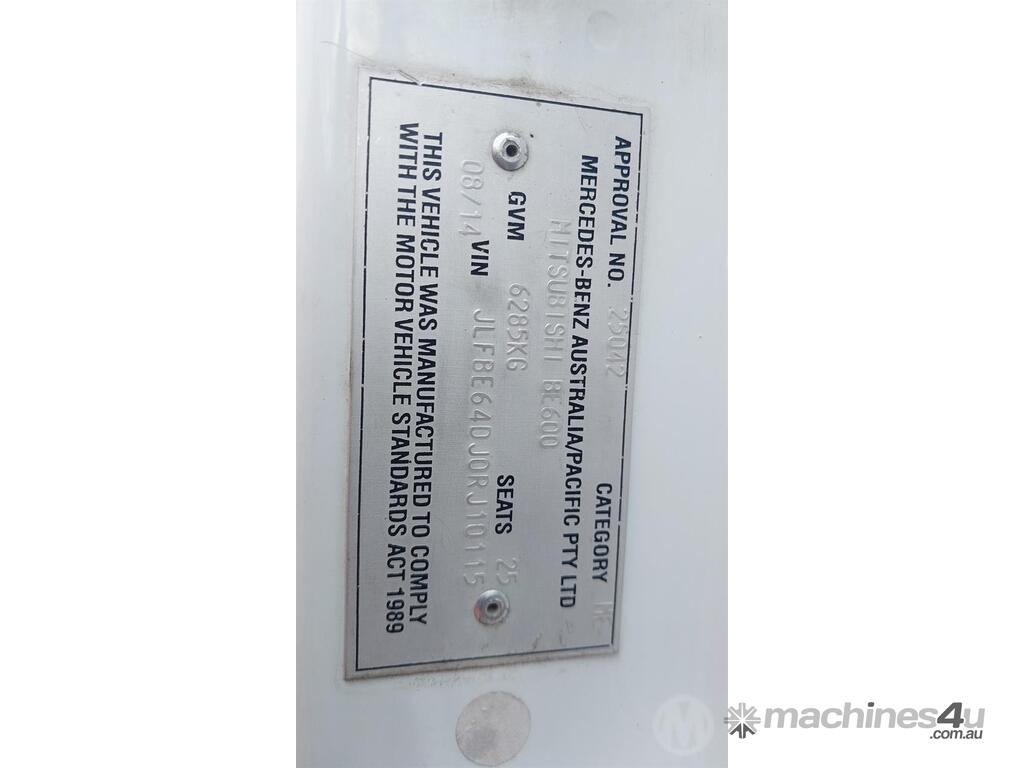 APPROVAL NO. 25042 CATEGORY ME
MERCEDES-BENZ AUSTRALIA/PACIFIC PTY LTD
MITSUBISHI BE600
GVM 6285KG SEATS 25
08/14 VIN JLFBE64DJ0RJ10115
THIS VEHICLE WAS MANUFACTURED TO COMPLY
WITH THE MOTOR VEHICLE STANDARDS ACT 1989
machines4u
.com.au